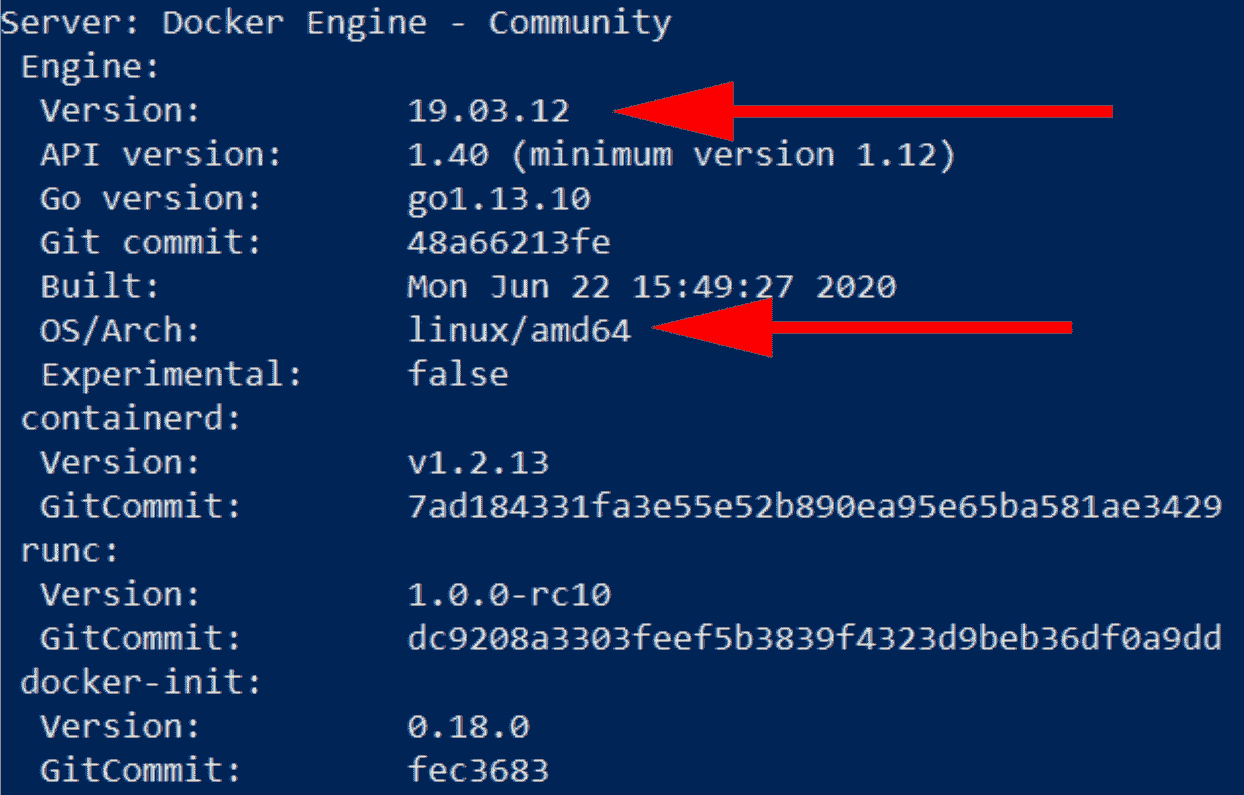 Server: Docker Engine - Community
Engine:
Version: 19.03.12
API version: 1.40 (minimum version 1.12)
Go version: go1.13.10
Git commit: 48a66213fe
Built: Mon Jun 22 15:49:27 2020
OS/Arch: linux/amd64
Experimental: false
containerd:
Version: v1.2.13
GitCommit: 7ad184331fa3e55e52b890ea95e65ba581ae3429
runc:
Version: 1.0.0-rc10
GitCommit: dc9208a3303feef5b3839f4323d9beb36df0a9dd
docker-init:
Version: 0.18.0
GitCommit: fec3683